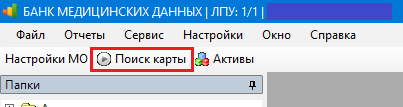 БАНК МЕДИЦИНСКИХ ДАННЫХ | ЛПУ: 1/1 |
Файл Отчеты Сервис Настройки Окно Справка
Настройки МО Поиск карты Активы
Папки